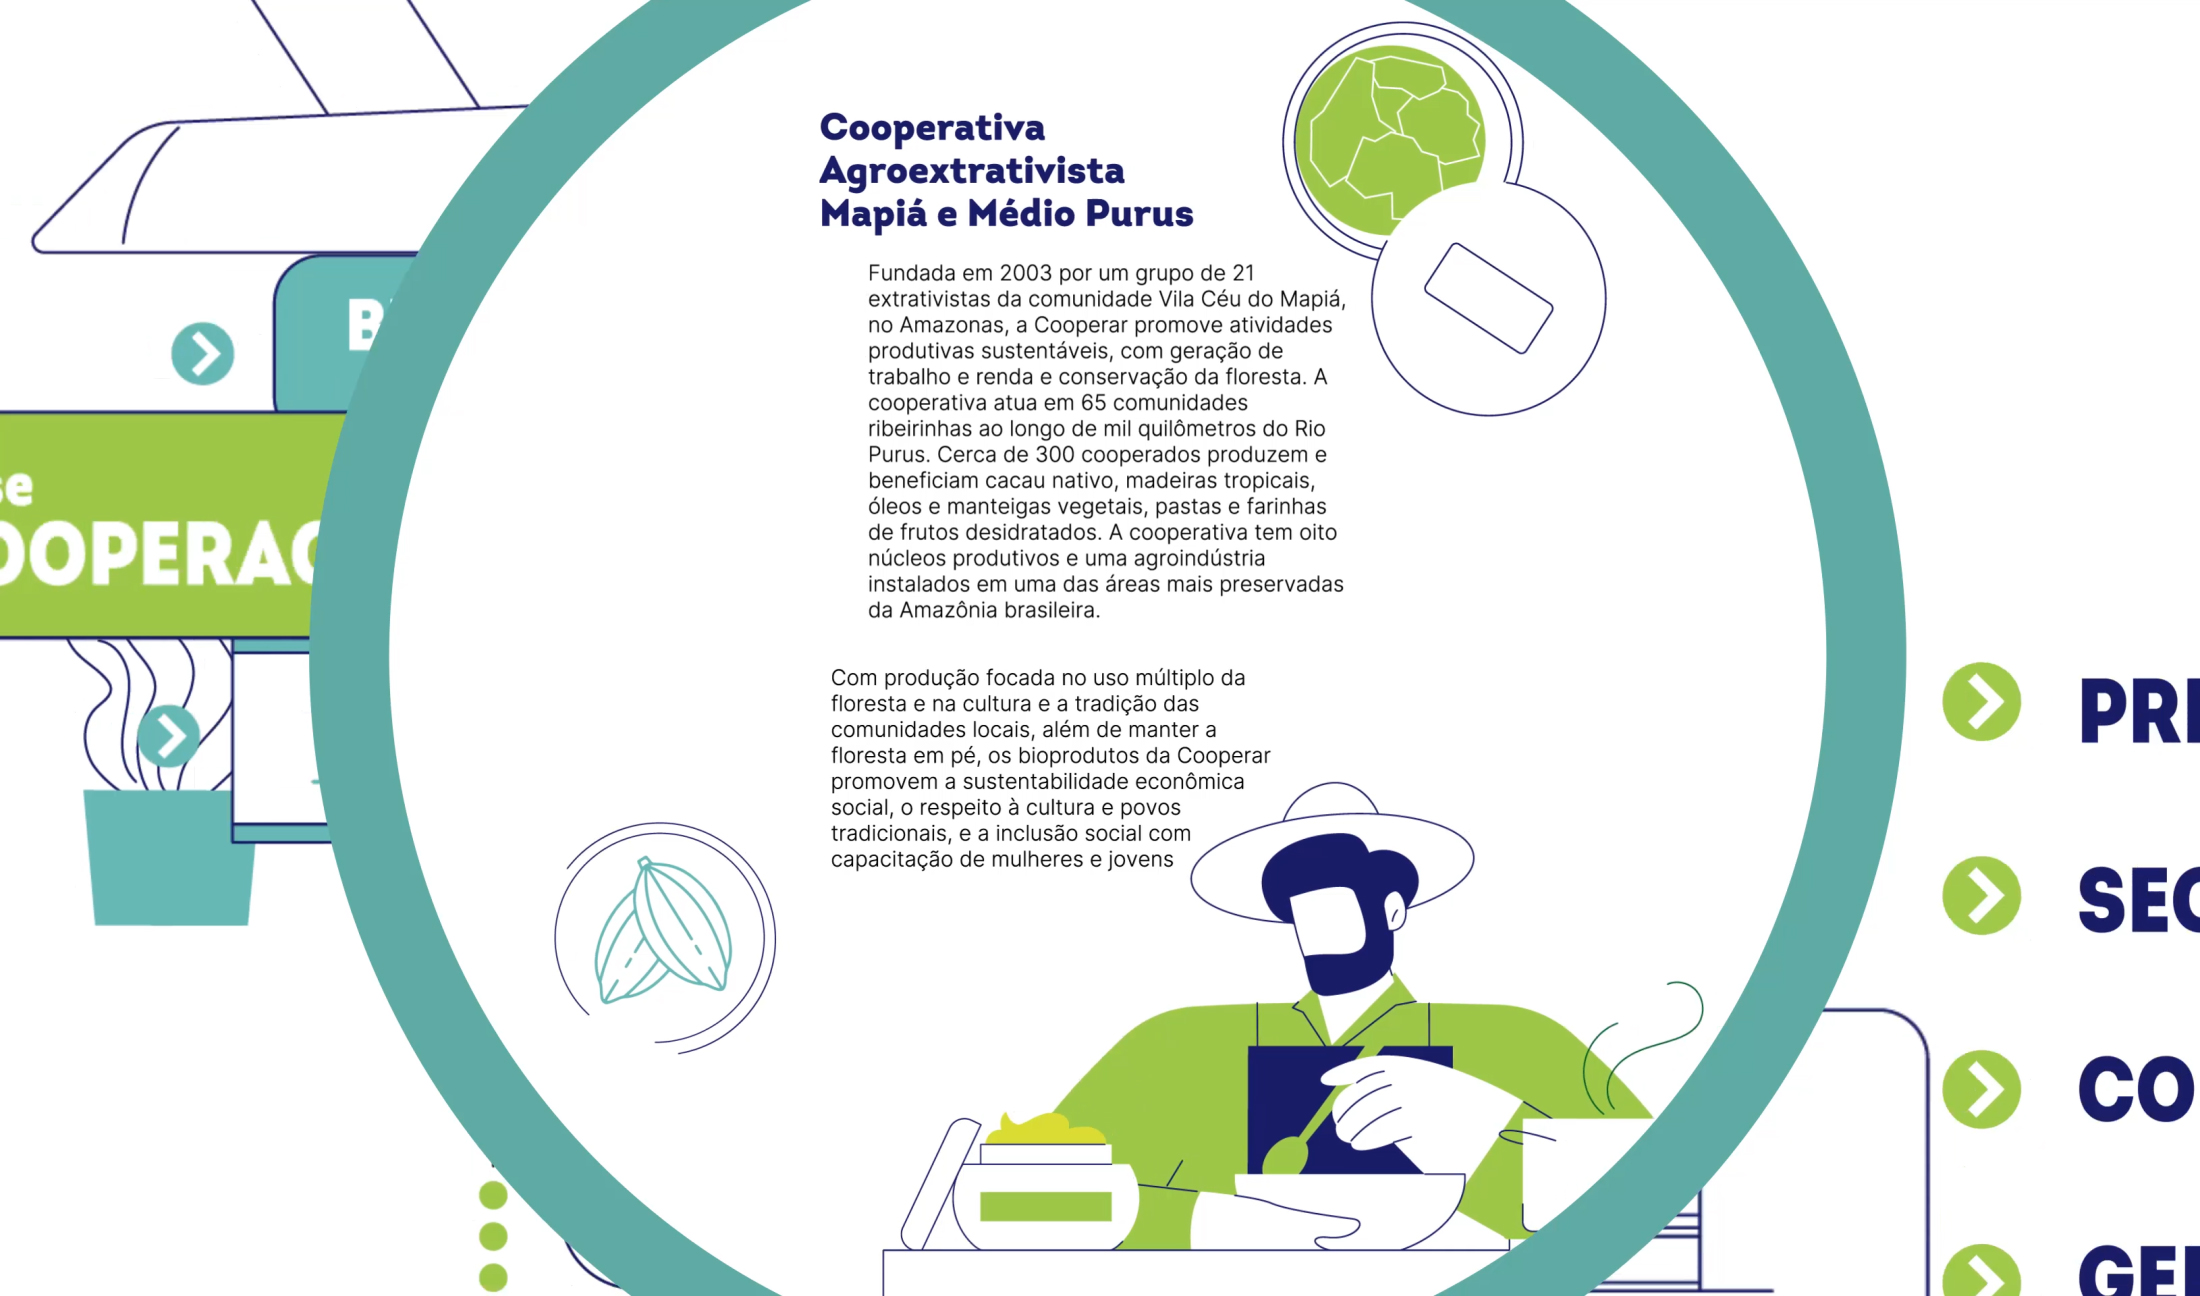 Cooperativa
Agroextrativista
Mapiá e Médio Purus
Fundada em 2003 por um grupo de 21
extrativistas da comunidade Vila Céu do Mapiá,
no Amazonas, a Cooperar promove atividades
produtivas sustentáveis, com geração de
trabalho e renda e conservação da floresta. A
cooperativa atua em 65 comunidades
ribeirinhas ao longo de mil quilômetros do Rio
Purus. Cerca de 300 cooperados produzem e
beneficiam cacau nativo, madeiras tropicais,
óleos e manteigas vegetais, pastas e farinhas
de frutos desidratados. A cooperativa tem oito
núcleos produtivos e uma agroindústria
instalados em uma das áreas mais preservadas
da Amazônia brasileira.
Com produção focada no uso múltiplo da
floresta e na cultura e a tradição das
comunidades locais, além de manter a
floresta em pé, os bioprodutos da Cooperar
promovem a sustentabilidade econômica
social, o respeito à cultura e povos
tradicionais, e a inclusão social com
capacitação de mulheres e jovens
B
se
OOPERAÇ
PRI
SEC
CO
GEI